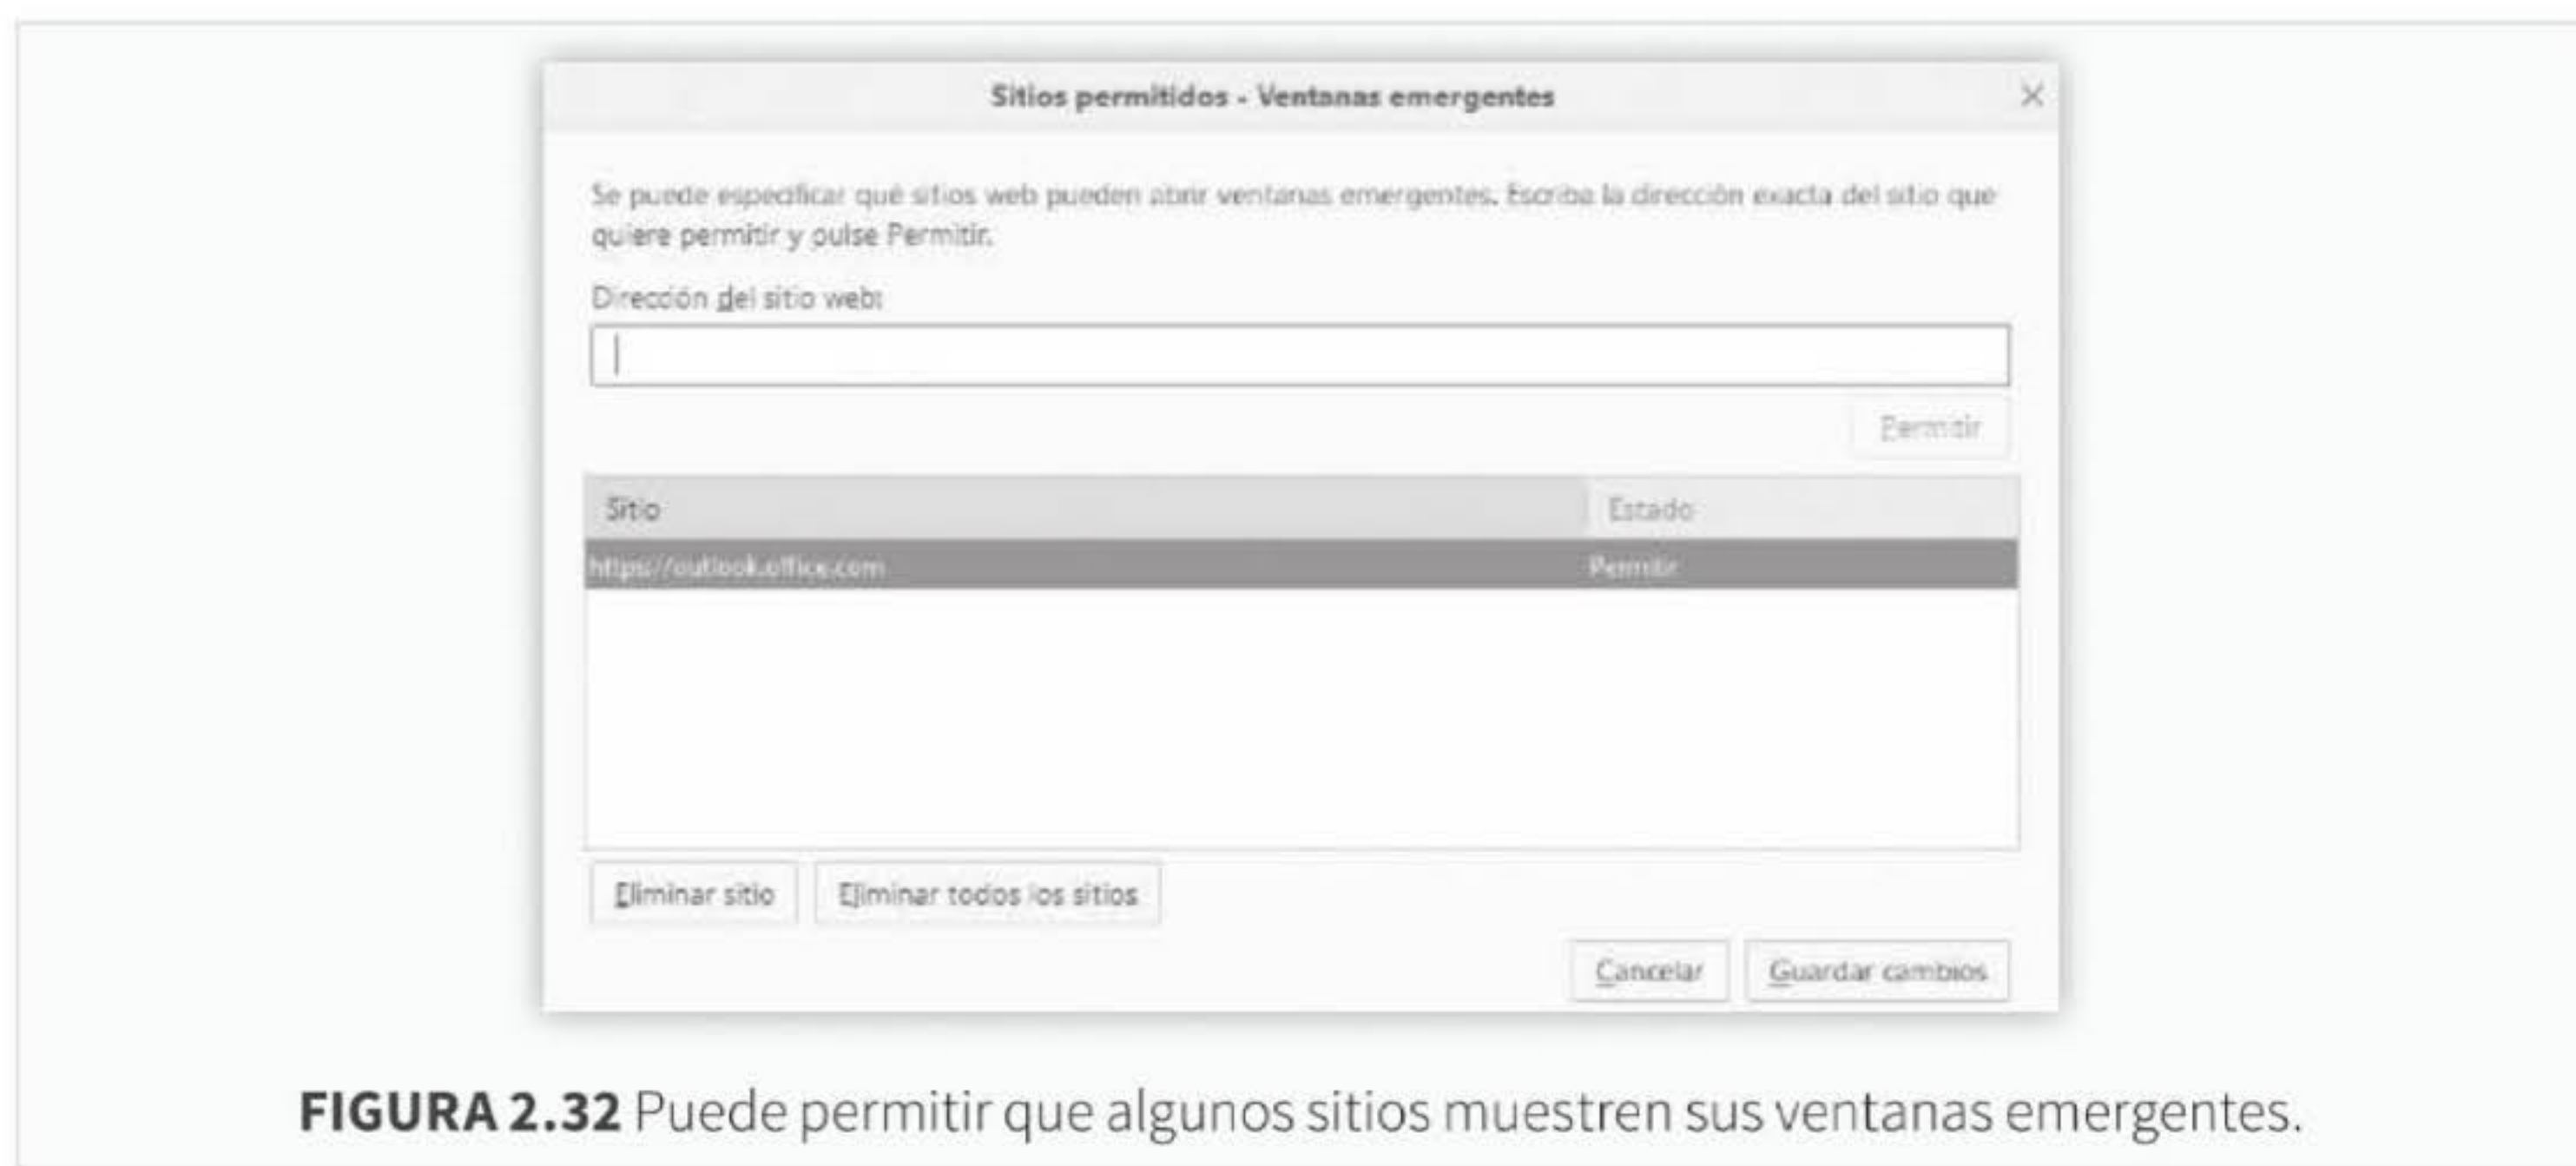 Sitios permitidos - Ventanas emergentes
Se puede especificar qué sitios web pueden abrir ventanas emergentes. Escriba la dirección exacta del sitio que
quiere permitir y pulse Permitir.
Dirección del sitio web:
Permitir
Sitio Estado
https://outlook.office.com Permitir
Eliminar sitio Eliminar todos los sitios
Cancelar Guardar cambios
FIGURA 2.32 Puede permitir que algunos sitios muestren sus ventanas emergentes.